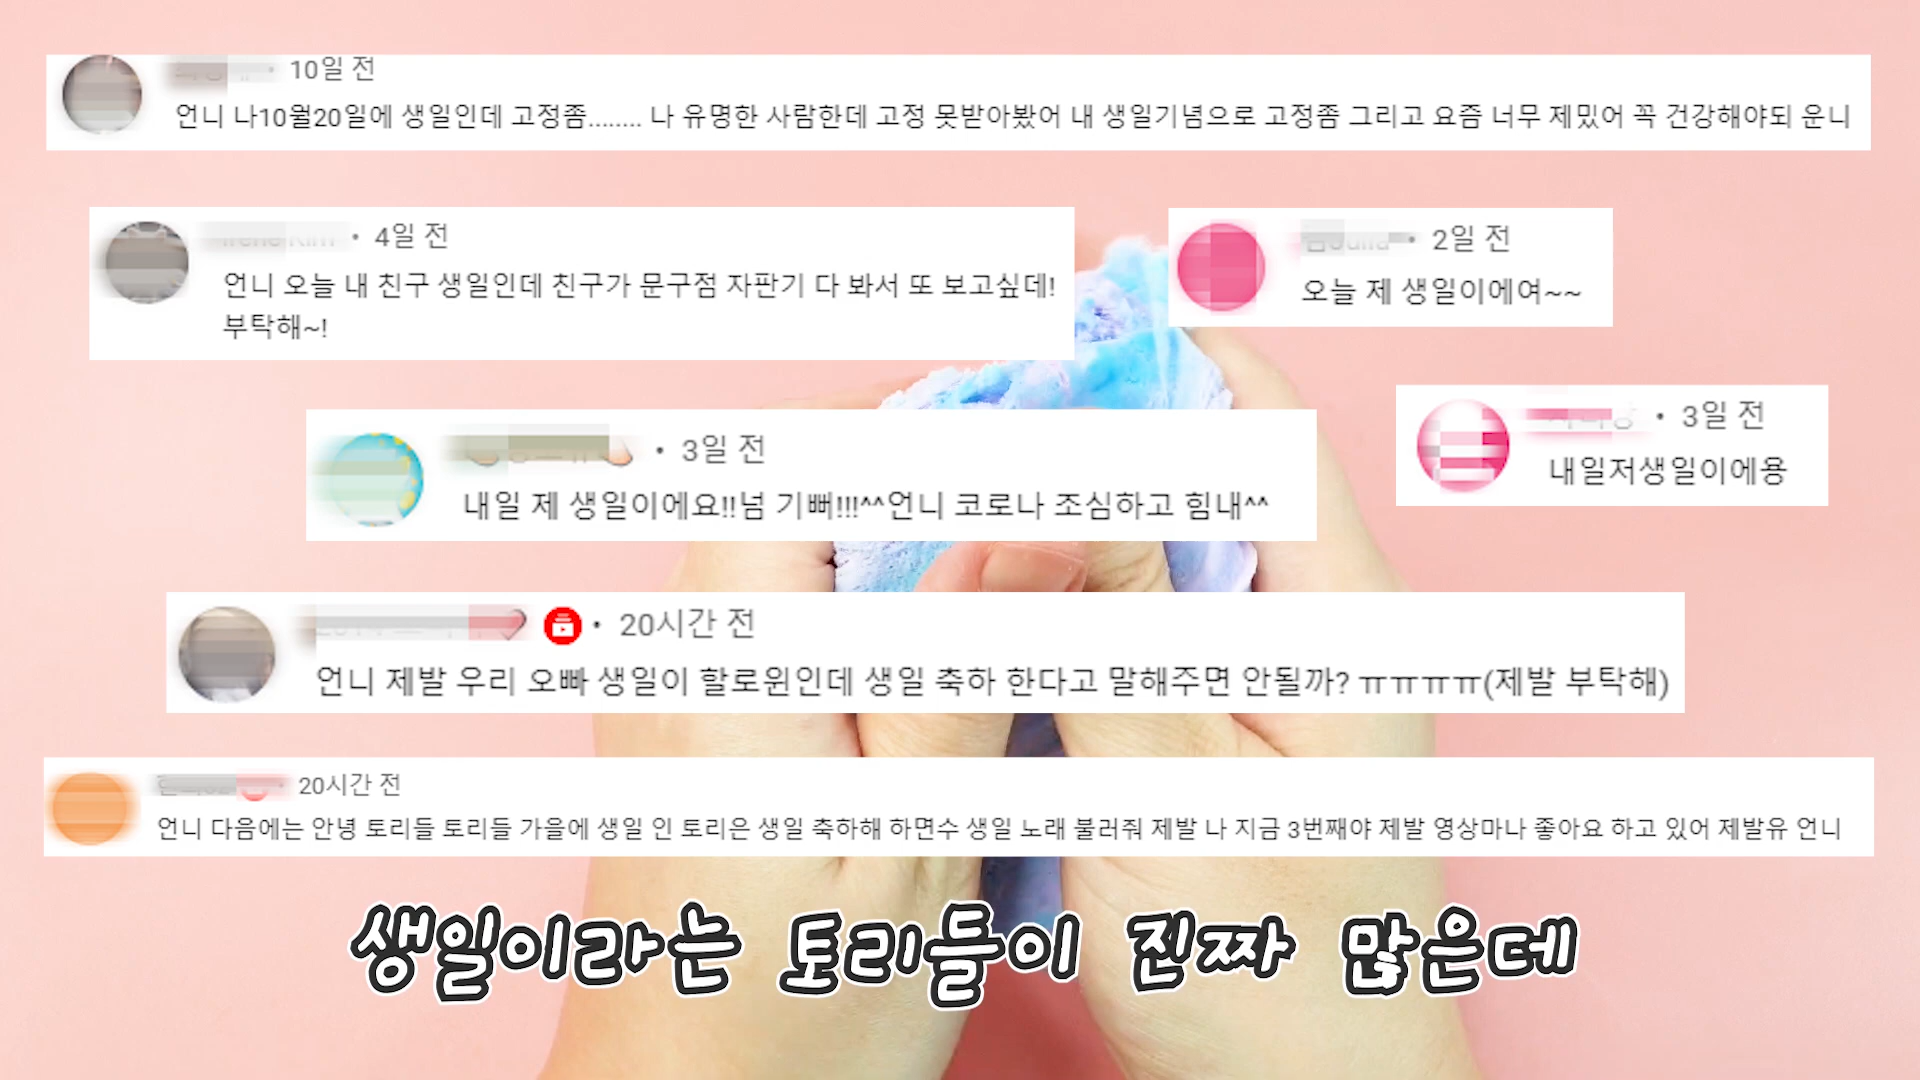 · 10일 전
언니 나10월20일에 생일인데 고정좀........ 나 유명한 사람한데 고정 못받아봤어 내 생일기념으로 고정좀 그리고 요즘 너무 제밌어 꼭 건강해야되 운니
· 4일 전
언니 오늘 내 친구 생일인데 친구가 문구점 자판기 다 봐서 또 보고싶데!
부탁해~!
· 2일 전
오늘 제 생일이에여~~
· 3일 전
내일 제 생일이에요!!넘 기뻐!!!^^언니 코로나 조심하고 힘내^^
· 3일 전
내일저생일이에용
· 20시간 전
언니 제발 우리 오빠 생일이 할로윈인데 생일 축하 한다고 말해주면 안될까? ㅠㅠㅠㅠ(제발 부탁해)
· 20시간 전
언니 다음에는 안녕 토리들 토리들 가을에 생일 인 토리은 생일 축하해 하면수 생일 노래 불러줘 제발 나 지금 3번째야 제발 영상마나 좋아요 하고 있어 제발유 언니
생일이라는 토리들이 진짜 많은데